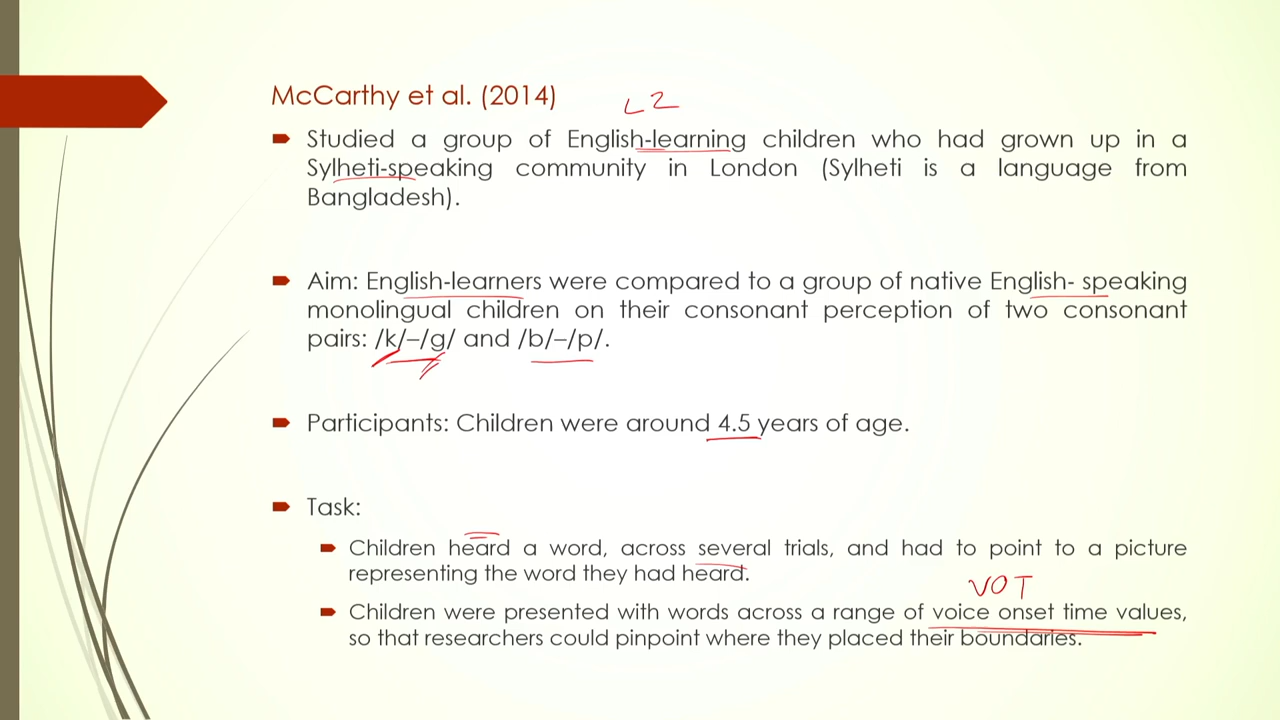 McCarthy et al. (2014)
L2
Studied a group of English-learning children who had grown up in a
Sylheti-speaking community in London (Sylheti is a language from
Bangladesh).
Aim: English-learners were compared to a group of native English- speaking
monolingual children on their consonant perception of two consonant
pairs: /k/–/g/ and /b/–/p/.
Participants: Children were around 4.5 years of age.
Task:
Children heard a word, across several trials, and had to point to a picture
representing the word they had heard.
VOT
Children were presented with words across a range of voice onset time values,
so that researchers could pinpoint where they placed their boundaries.